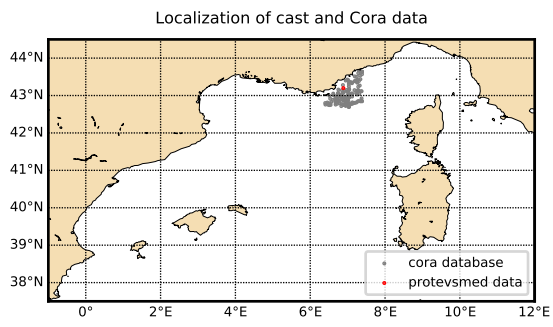 Localization of cast and Cora data
44°N
43°N
42°N
41°N
40°N
39°N
38°N
cora database
protevsmed data
0°
2°E
4°E
6°E
8°E
10°E
12°E